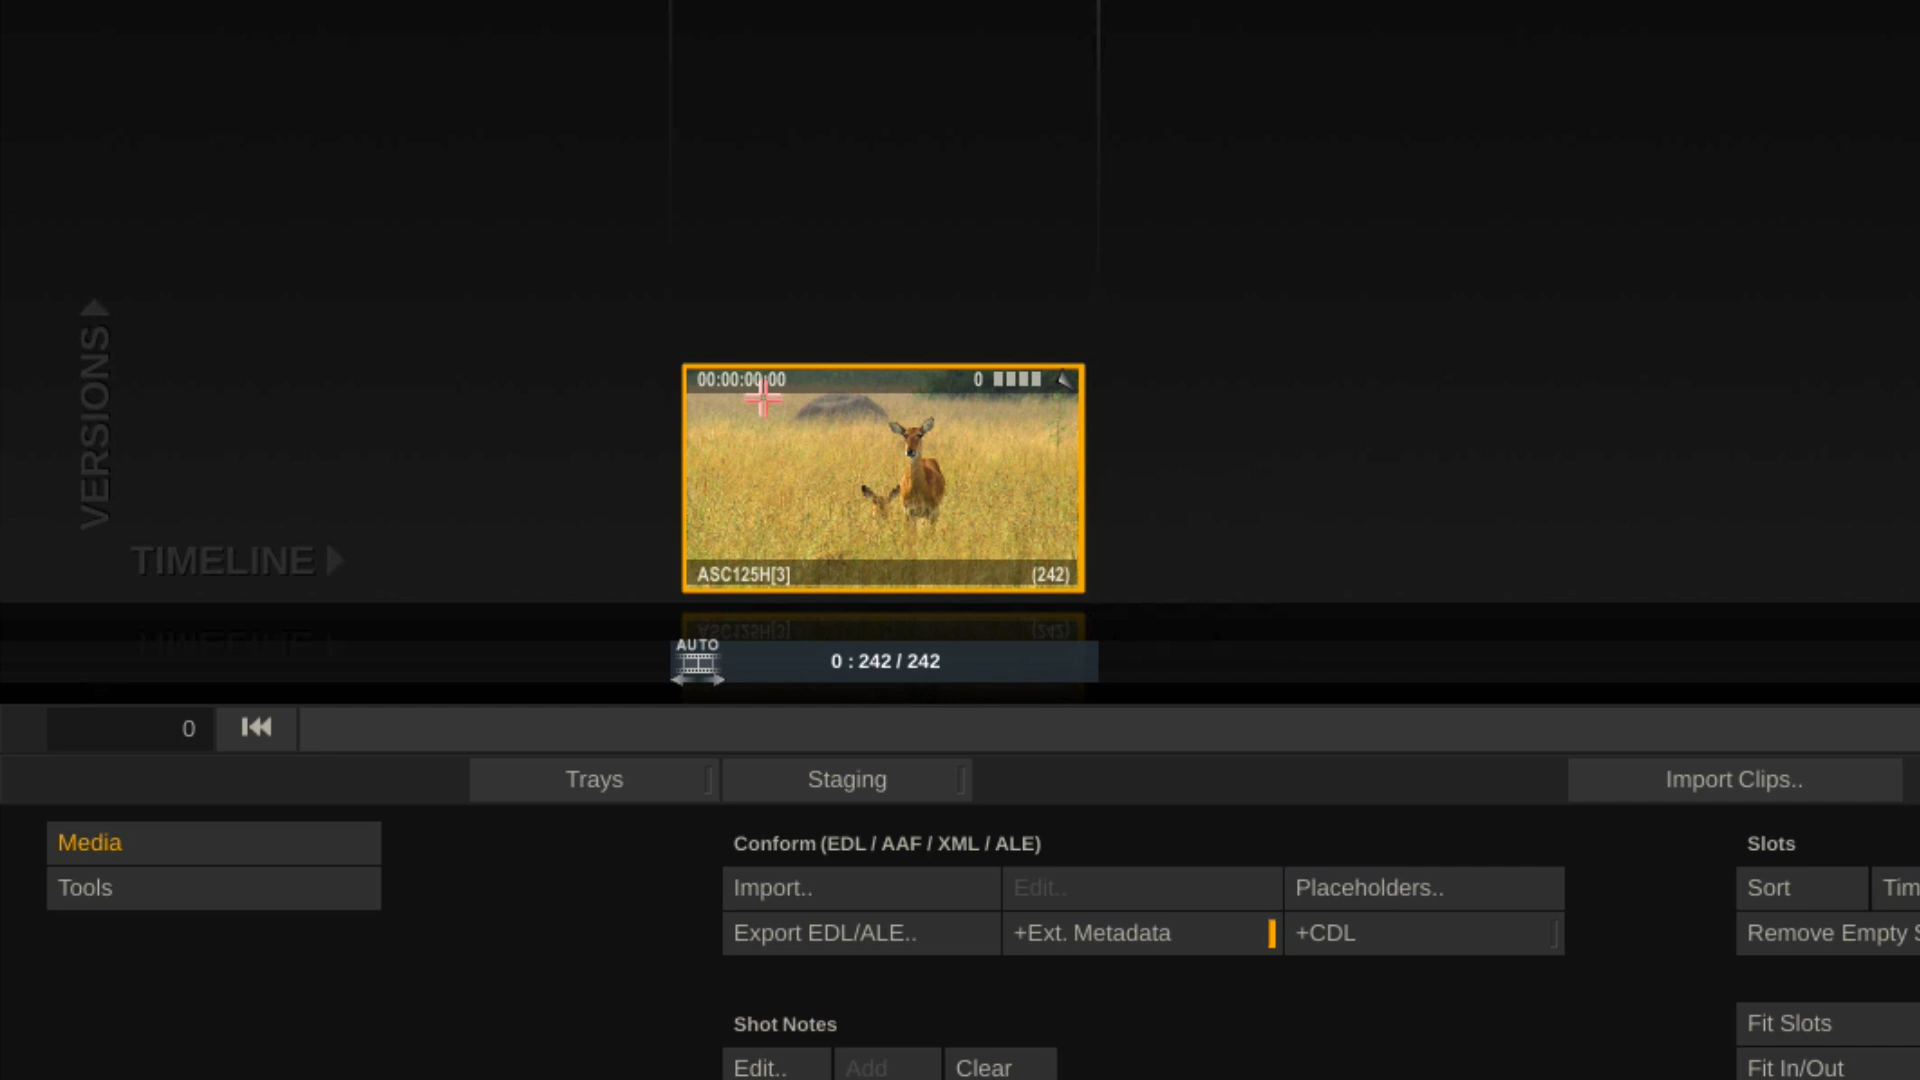 VERSIONS
TIMELINE
00:00:00:00 0
ASC125H[3] (242)
AUTO
0 : 242 / 242
0
Trays Staging Import Clips..
Media
Tools
Conform (EDL / AAF / XML / ALE)
Import.. Edit.. Placeholders..
Export EDL/ALE.. +Ext. Metadata +CDL
Shot Notes
Edit.. Add Clear
Slots
Sort Tim
Remove Empty S
Fit Slots
Fit In/Out